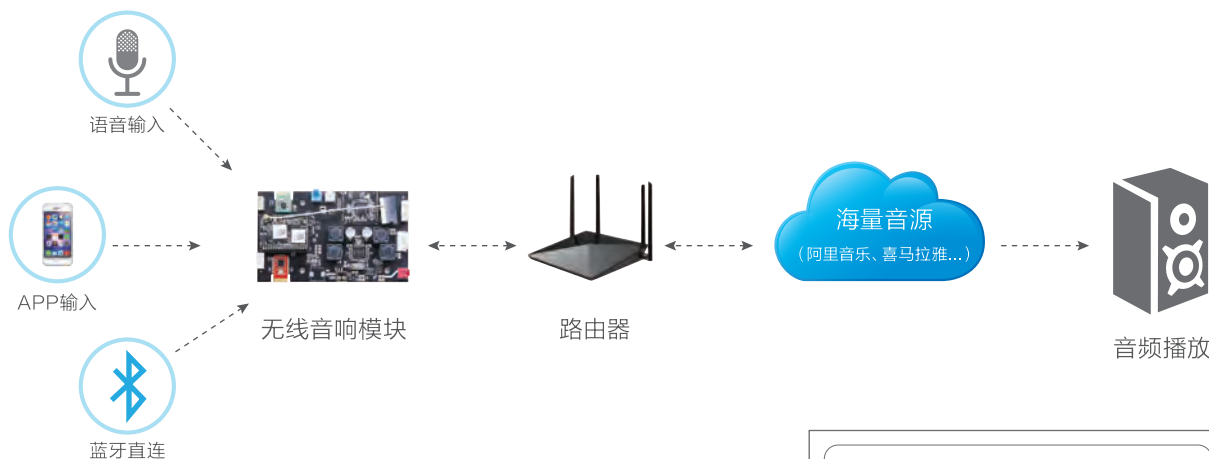 语音输入
APP输入
蓝牙直连
无线音响模块
路由器
海量音源
(阿里音乐、喜马拉雅...)
音频播放